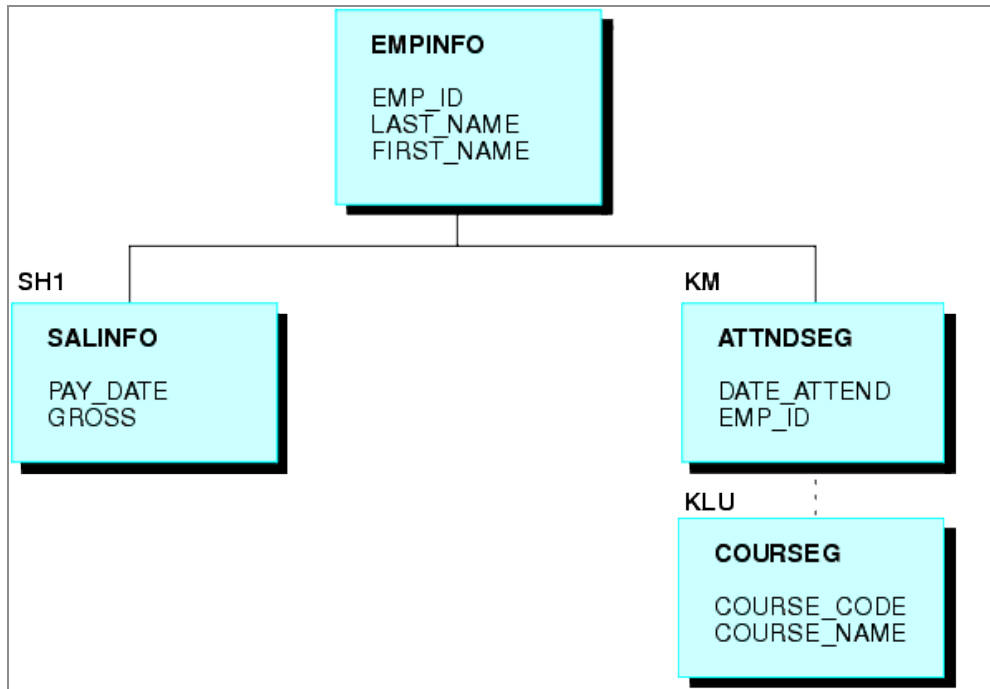 EMPINFO
EMP_ID
LAST_NAME
FIRST_NAME
SH1
SALINFO
PAY_DATE
GROSS
KM
ATTNDSEG
DATE_ATTEND
EMP_ID
KLU
COURSEG
COURSE_CODE
COURSE_NAME